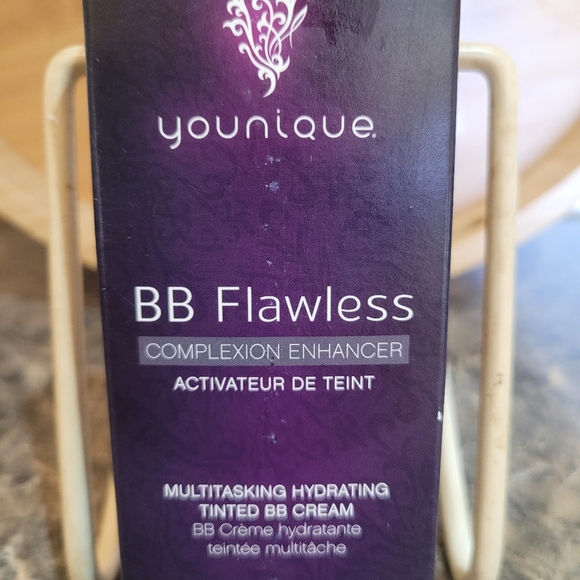 younique
BB Flawless
COMPLEXION ENHANCER
ACTIVATEUR DE TEINT
MULTITASKING HYDRATING
TINTED BB CREAM
BB Crème hydratante
teintée multitâche